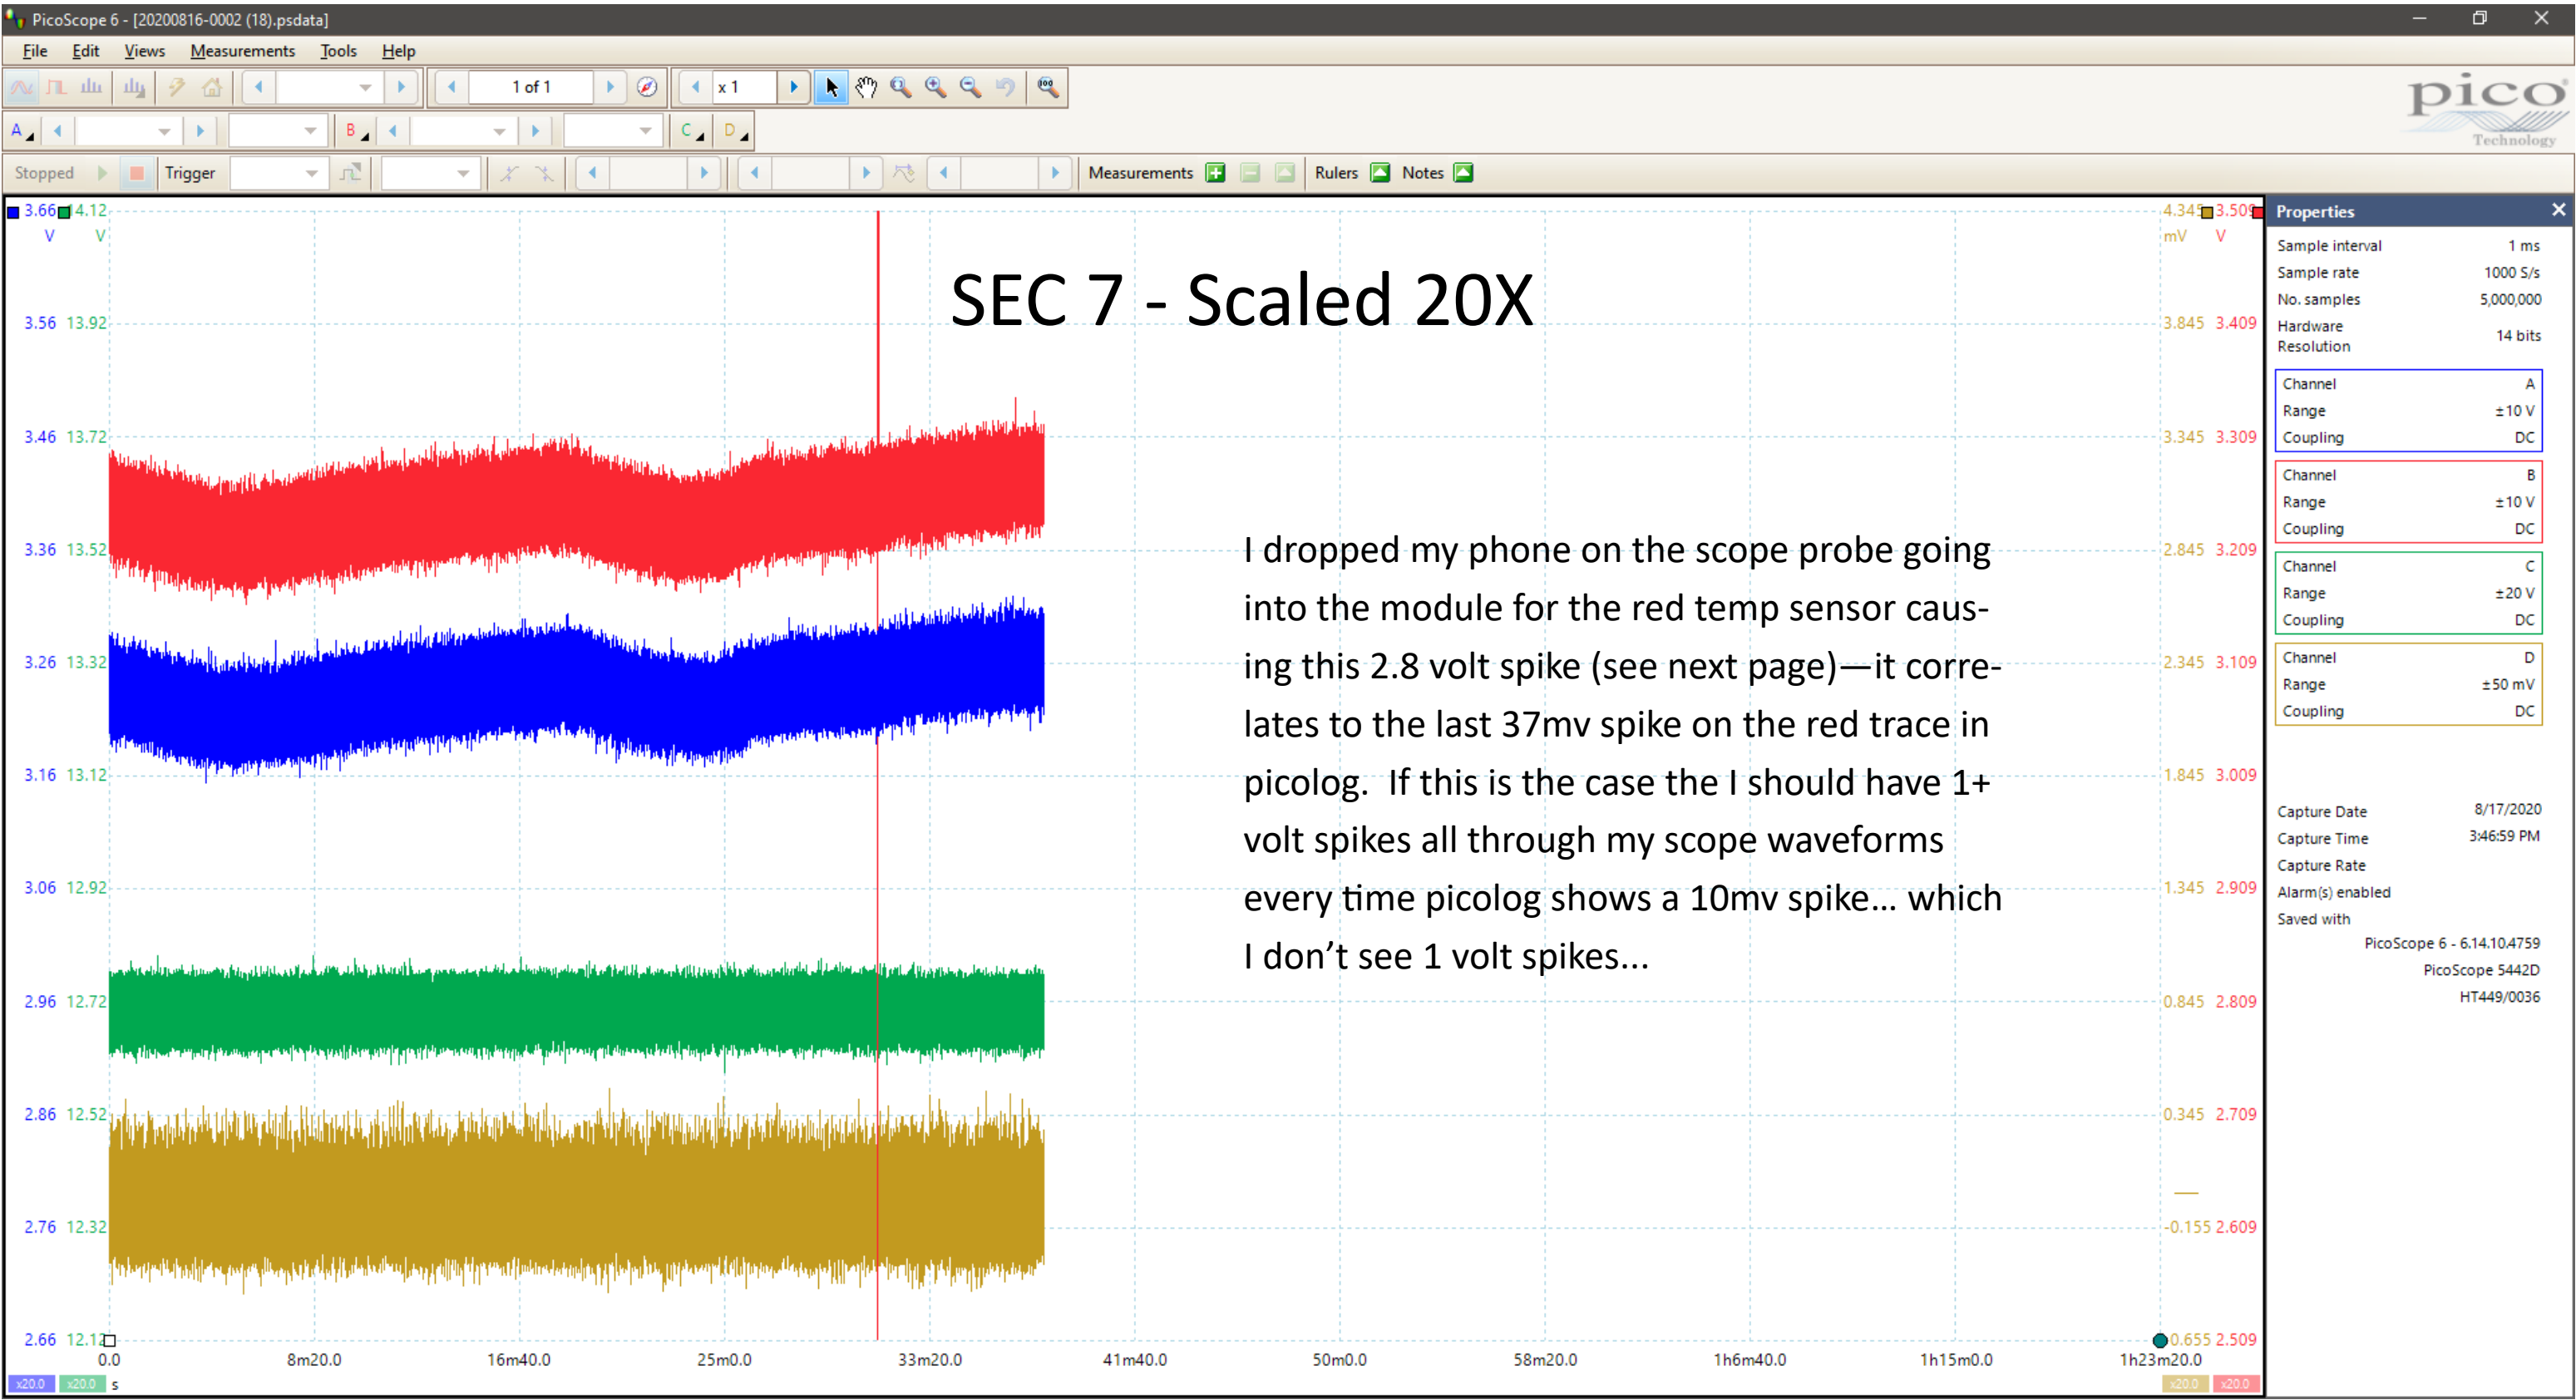 PicoScope 6 - [20200816-0002 (18).psdata]
File Edit Views Measurements Tools Help
1 of 1 x 1
pico
Technology
A B C D
Stopped Trigger Measurements Rulers Notes
3.66 14.12 4.345 3.509
V V mV V
3.56 13.92 3.845 3.409
3.46 13.72 3.345 3.309
3.36 13.52 2.845 3.209
3.26 13.32 2.345 3.109
3.16 13.12 1.845 3.009
3.06 12.92 1.345 2.909
2.96 12.72 0.845 2.809
2.86 12.52 0.345 2.709
2.76 12.32 -0.155 2.609
2.66 12.12 -0.655 2.509
0.0 8m20.0 16m40.0 25m0.0 33m20.0 41m40.0 50m0.0 58m20.0 1h6m40.0 1h15m0.0 1h23m20.0
x20.0 x20.0 s x20.0 x20.0
SEC 7 - Scaled 20X
I dropped my phone on the scope probe going
into the module for the red temp sensor caus-
ing this 2.8 volt spike (see next page)—it corre-
lates to the last 37mv spike on the red trace in
picolog. If this is the case the I should have 1+
volt spikes all through my scope waveforms
every time picolog shows a 10mv spike... which
I don't see 1 volt spikes...
Properties
Sample interval 1 ms
Sample rate 1000 S/s
No. samples 5,000,000
Hardware
Resolution 14 bits
Channel A
Range ±10 V
Coupling DC
Channel B
Range ±10 V
Coupling DC
Channel C
Range ±20 V
Coupling DC
Channel D
Range ±50 mV
Coupling DC
Capture Date 8/17/2020
Capture Time 3:46:59 PM
Capture Rate
Alarm(s) enabled
Saved with
PicoScope 6 - 6.14.10.4759
PicoScope 5442D
HT449/0036